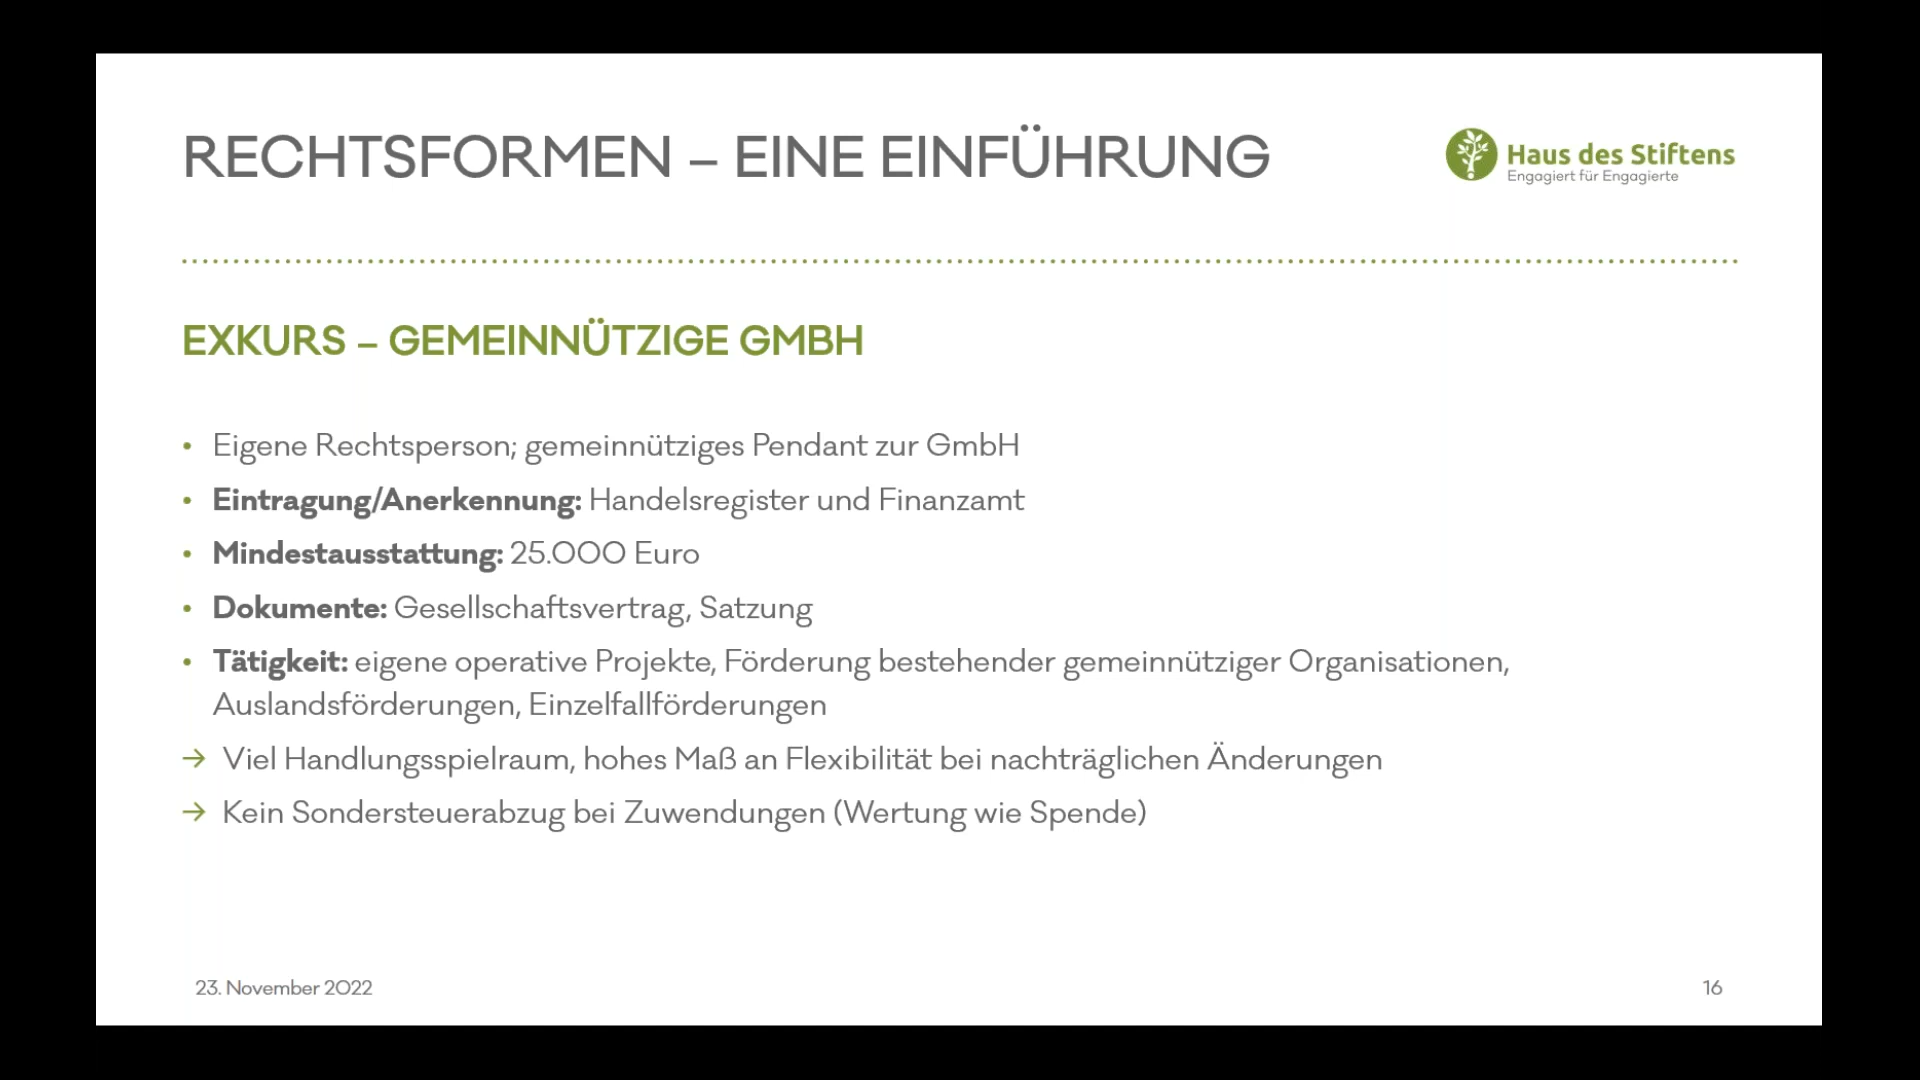 RECHTSFORMEN – EINE EINFÜHRUNG
Haus des Stiftens
Engagiert für Engagierte
EXKURS – GEMEINNÜTZIGE GMBH
• Eigene Rechtsperson; gemeinnütziges Pendant zur GmbH
• Eintragung/Anerkennung: Handelsregister und Finanzamt
• Mindestausstattung: 25.000 Euro
• Dokumente: Gesellschaftsvertrag, Satzung
• Tätigkeit: eigene operative Projekte, Förderung bestehender gemeinnütziger Organisationen,
Auslandsförderungen, Einzelfallförderungen
→ Viel Handlungsspielraum, hohes Maß an Flexibilität bei nachträglichen Änderungen
→ Kein Sondersteuerabzug bei Zuwendungen (Wertung wie Spende)
23. November 2022
16